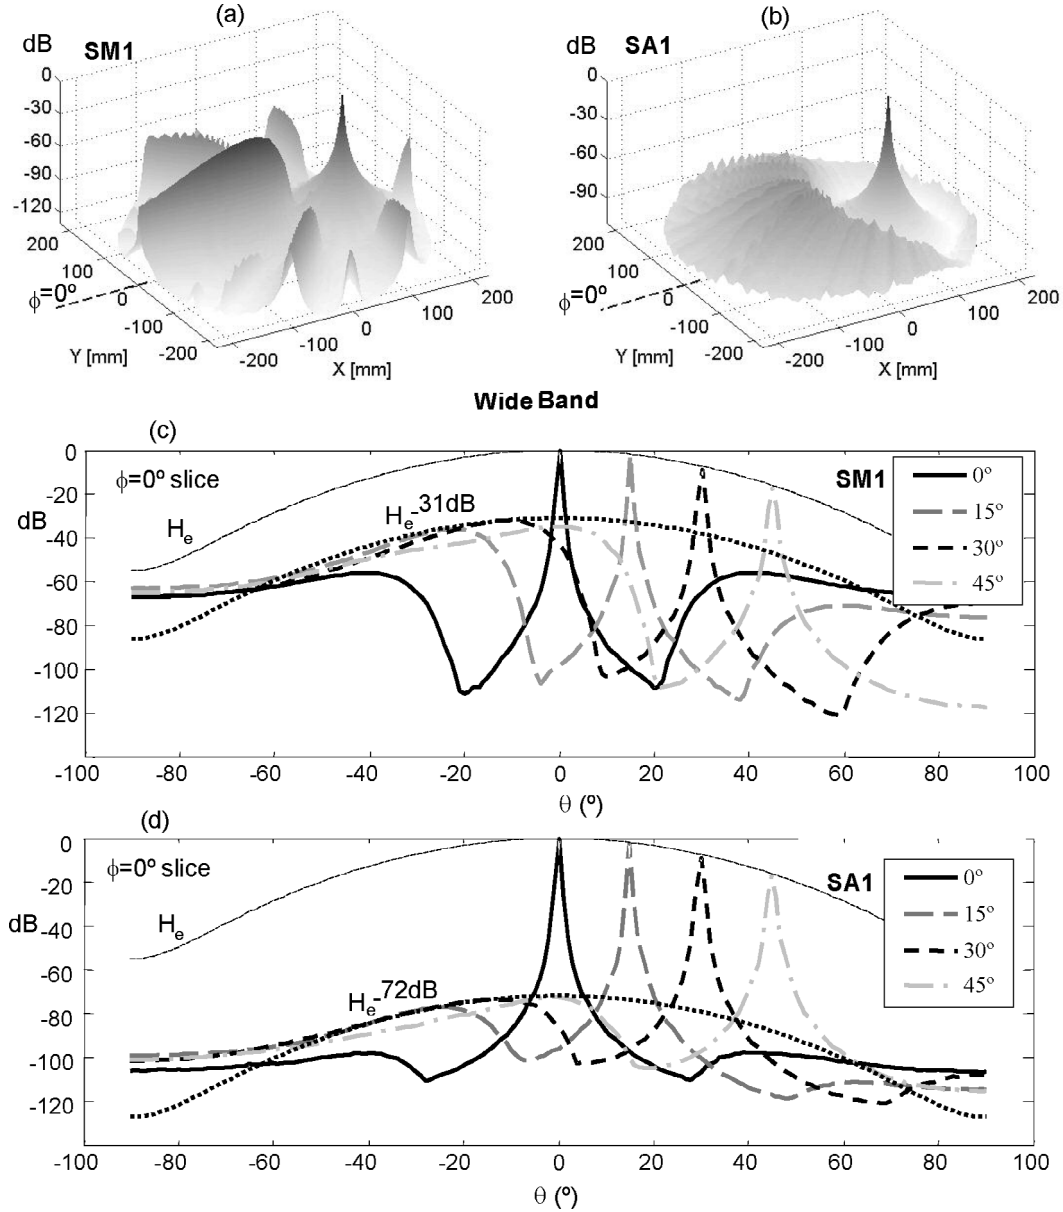 (a)
dB SM1
0
-30
-60
-90
-120
200
100
0
-100
-200
ϕ=0º
Y [mm]
-200
-100
0
100
200
X [mm]
(b)
dB SA1
0
-30
-60
-90
200
100
0
-100
-200
ϕ=0º
Y [mm]
-200
-100
0
100
200
X [mm]
Wide Band
(c)
ϕ=0º slice
SM1
dB
0
-20
-40
-60
-80
-100
-120
He
He-31dB
0º
15º
30º
45º
-100 -80 -60 -40 -20 0 20 40 60 80 100
θ (º)
(d)
ϕ=0º slice
SA1
dB
0
-20
-40
-60
-80
-100
-120
He
He-72dB
0º
15º
30º
45º
-100 -80 -60 -40 -20 0 20 40 60 80 100
θ (º)